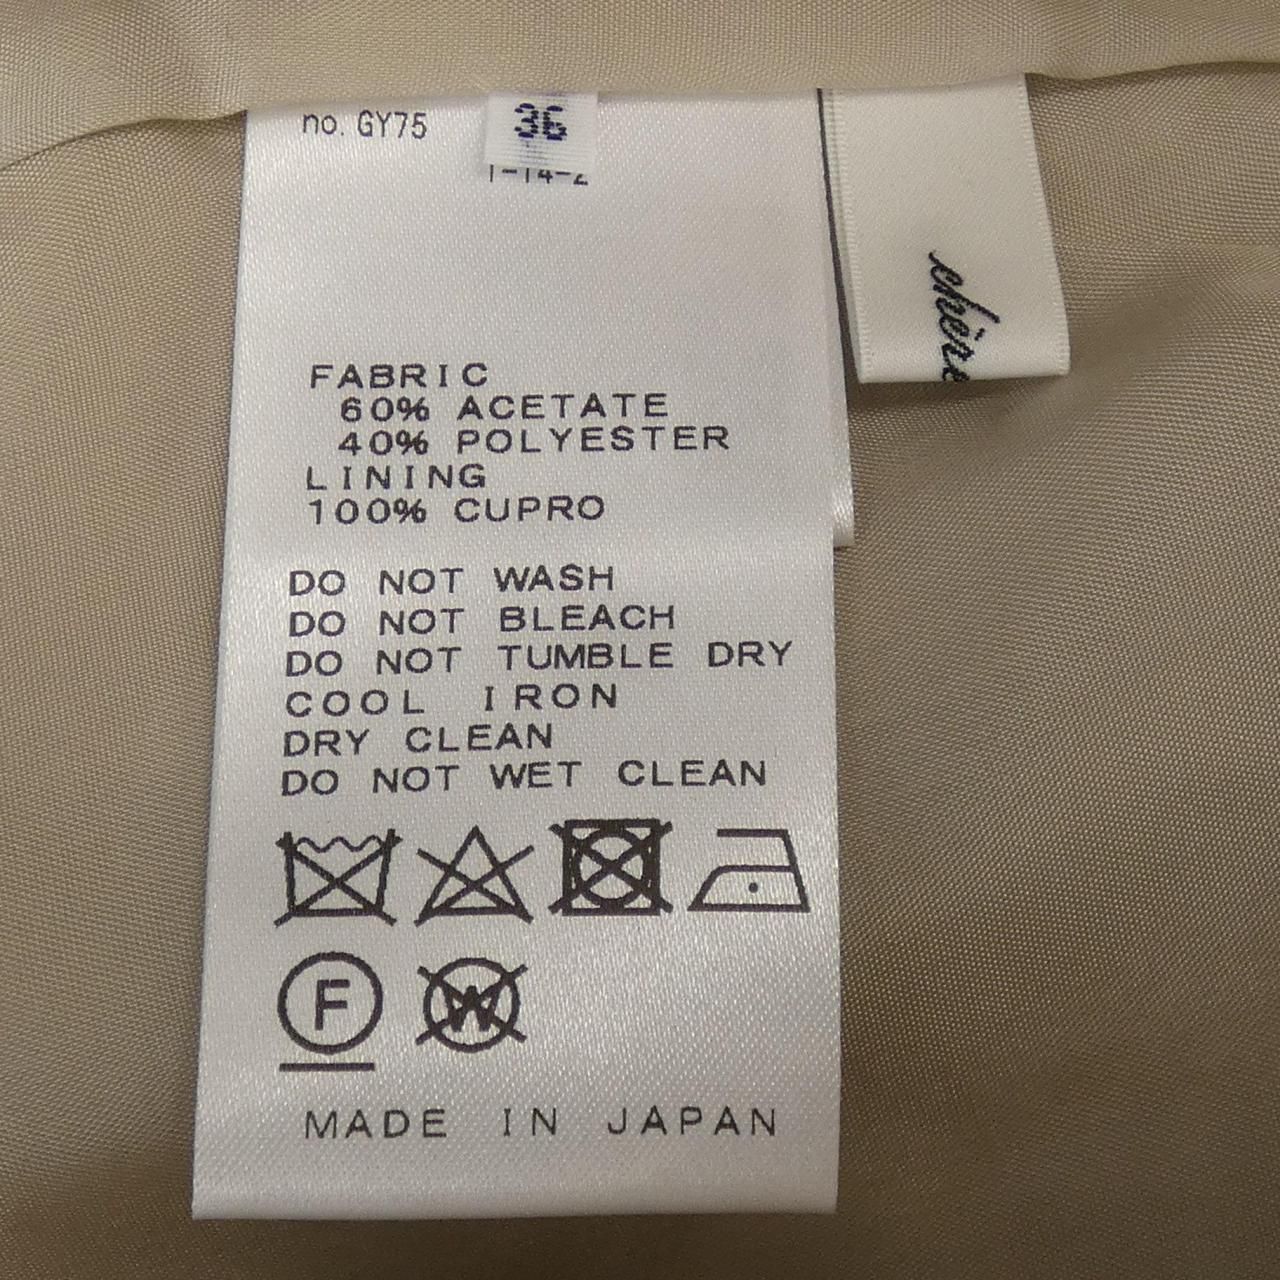 no. GY75
36
FABRIC
60% ACETATE
40% POLYESTER
LINING
100% CUPRO
DO NOT WASH
DO NOT BLEACH
DO NOT TUMBLE DRY
COOL IRON
DRY CLEAN
DO NOT WET CLEAN
F W
MADE IN JAPAN